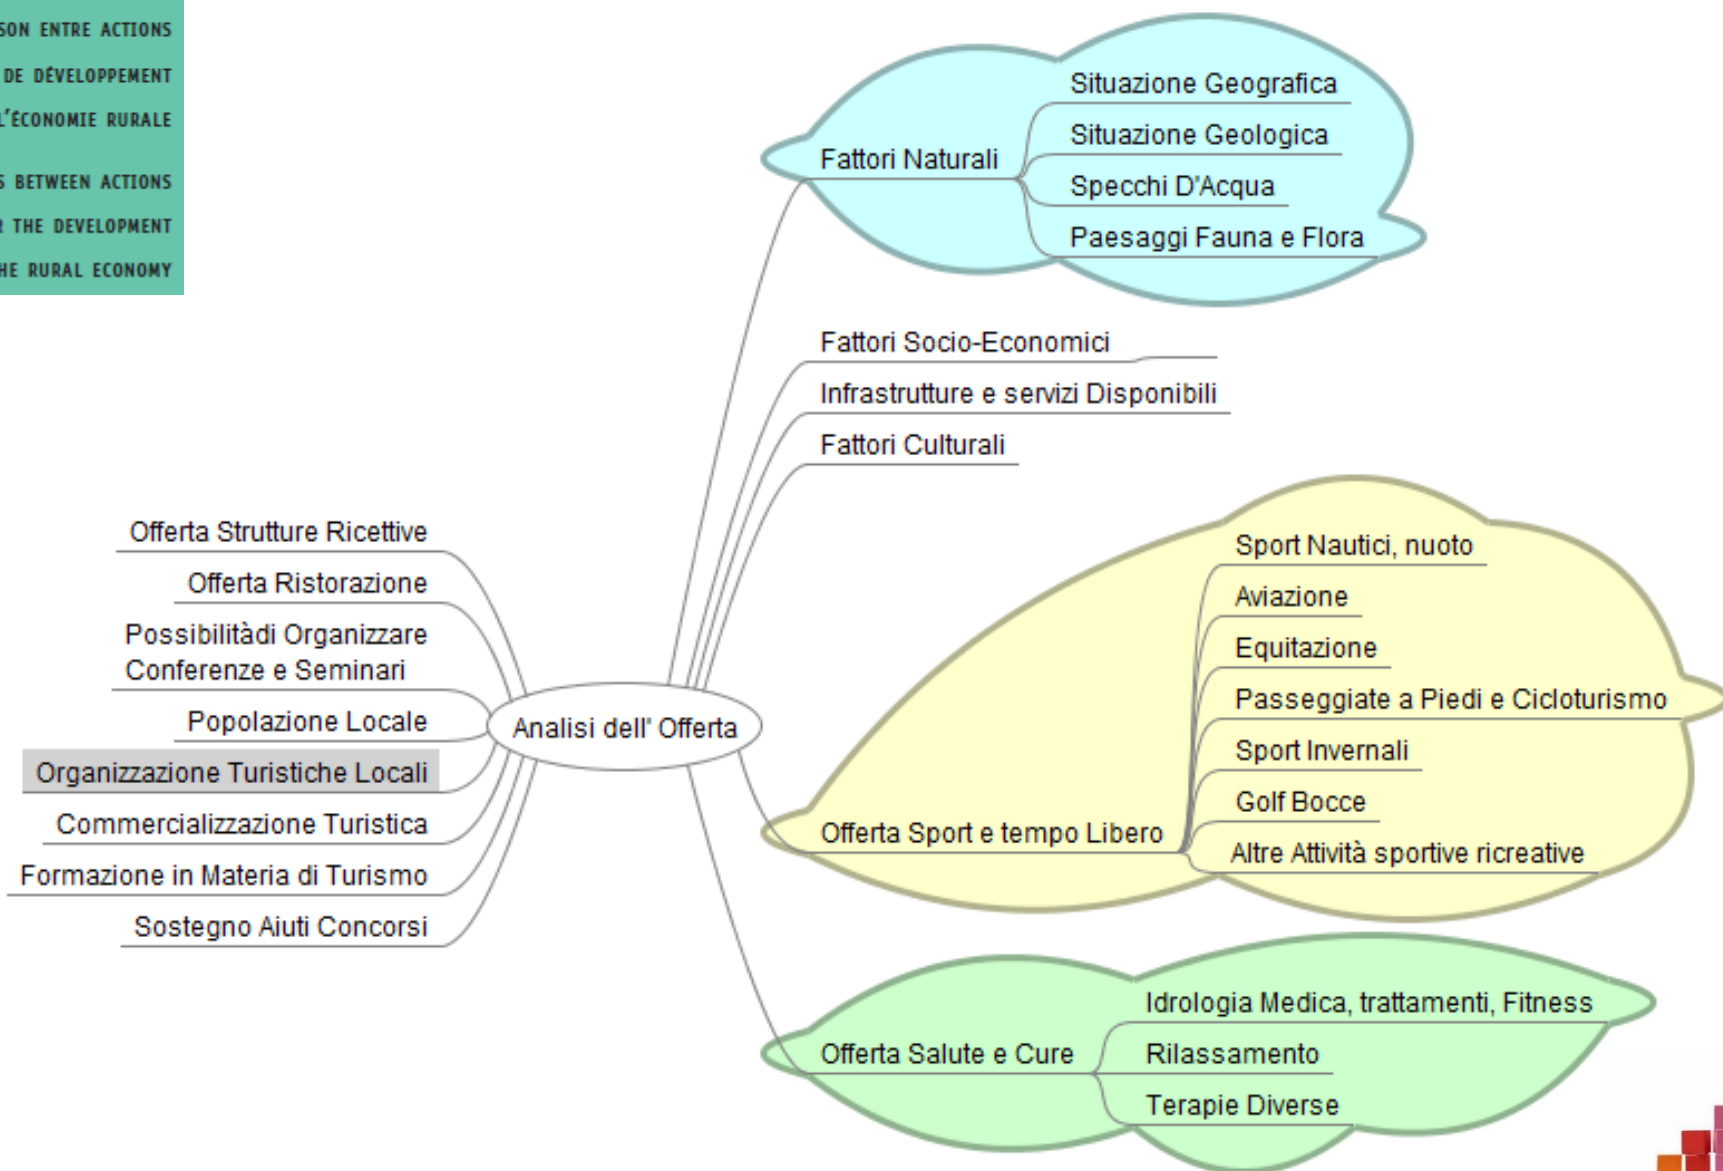 SON ENTRE ACTIONS
DE DÉVELOPPEMENT
L'ÉCONOMIE RURALE
S BETWEEN ACTIONS
R THE DEVELOPMENT
HE RURAL ECONOMY
Situazione Geografica
Situazione Geologica
Fattori Naturali
Specchi D'Acqua
Paesaggi Fauna e Flora
Fattori Socio-Economici
Infrastrutture e servizi Disponibili
Fattori Culturali
Offerta Strutture Ricettive
Offerta Ristorazione
Possibilitàdi Organizzare
Conferenze e Seminari
Popolazione Locale
Organizzazione Turistiche Locali
Commercializzazione Turistica
Formazione in Materia di Turismo
Sostegno Aiuti Concorsi
Analisi dell' Offerta
Sport Nautici, nuoto
Aviazione
Equitazione
Passeggiate a Piedi e Cicloturismo
Sport Invernali
Golf Bocce
Offerta Sport e tempo Libero
Altre Attività sportive ricreative
Idrologia Medica, trattamenti, Fitness
Offerta Salute e Cure
Rilassamento
Terapie Diverse